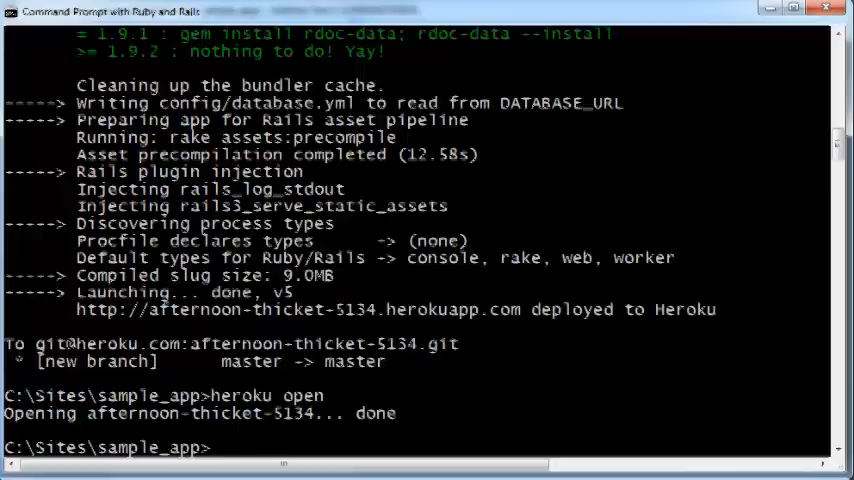 Command Prompt with Ruby and Rails
= 1.9.1 : gem install rdoc-data; rdoc-data --install
>= 1.9.2 : nothing to do! Yay!
Cleaning up the bundler cache.
-----> Writing config/database.yml to read from DATABASE_URL
-----> Preparing app for Rails asset pipeline
Running: rake assets:precompile
Asset precompilation completed (12.58s)
-----> Rails plugin injection
Injecting rails_log_stdout
Injecting rails3_serve_static_assets
-----> Discovering process types
Procfile declares types -> (none)
Default types for Ruby/Rails -> console, rake, web, worker
-----> Compiled slug size: 9.0MB
-----> Launching... done, v5
http://afternoon-thicket-5134.herokuapp.com deployed to Heroku
To git@heroku.com:afternoon-thicket-5134.git
* [new branch] master -> master
C:\Sites\sample_app>heroku open
Opening afternoon-thicket-5134... done
C:\Sites\sample_app>